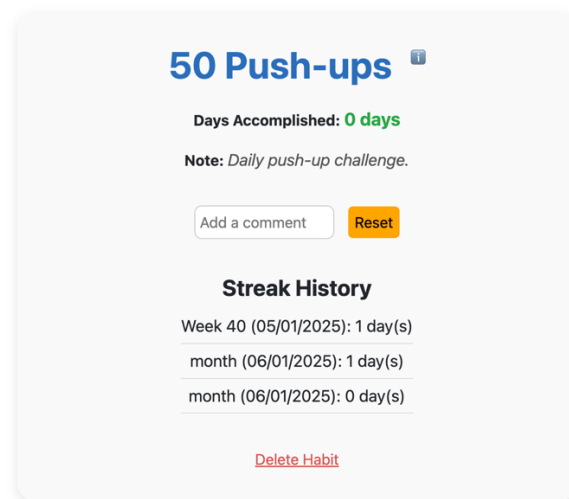 50 Push-ups ℹ️
Days Accomplished: 0 days
Note: Daily push-up challenge.
Add a comment Reset
Streak History
Week 40 (05/01/2025): 1 day(s)
month (06/01/2025): 1 day(s)
month (06/01/2025): 0 day(s)
Delete Habit